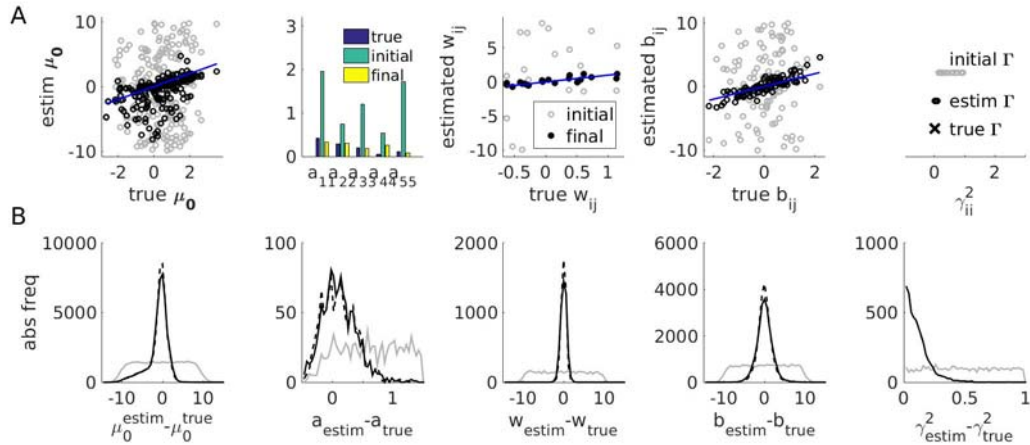 A
estim μ0
10
0
-10
-2 0 2
true μ0
3
2
1
0
true
initial
final
a11 a22 a33 a44 a55
estimated wij
5
0
-5
-10
-0.5 0 0.5 1
true wij
initial
final
estimated bij
10
5
0
-5
-10
-2 0 2
true bij
initial Γ
estim Γ
true Γ
0 1 2
γii²
B
abs freq
10000
5000
0
-10 0 10
μ0estim-μ0true
100
50
0
0 1
aestim-atrue
2000
1000
0
-10 0 10
westim-wtrue
6000
4000
2000
0
-10 0 10
bestim-btrue
1000
500
0
0 0.5 1
γ²estim-γ²true